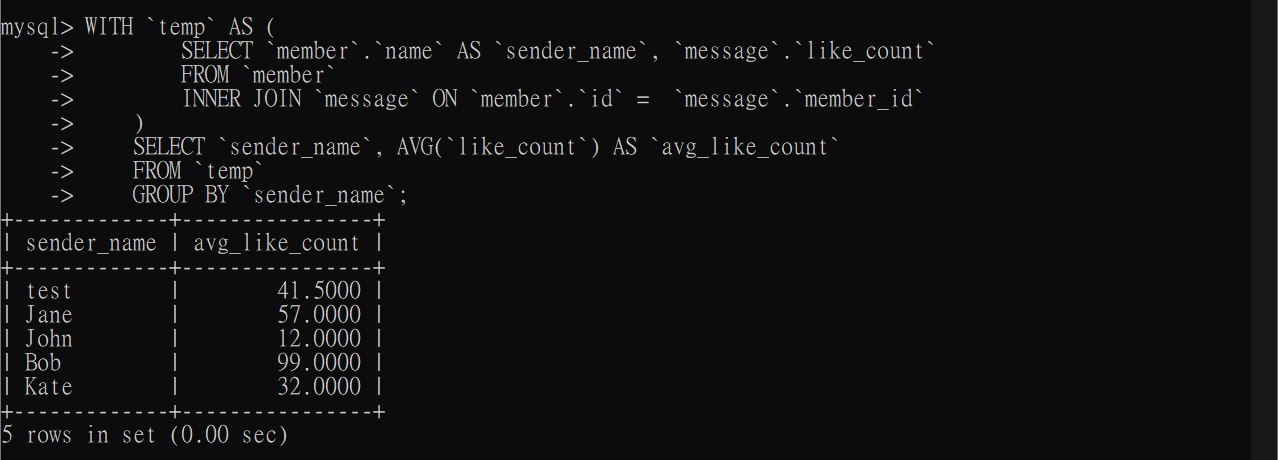 mysql> WITH `temp` AS (
    ->         SELECT `member`.`name` AS `sender_name`, `message`.`like_count`
    ->         FROM `member`
    ->         INNER JOIN `message` ON `member`.`id` =  `message`.`member_id`
    ->     )
    ->     SELECT `sender_name`, AVG(`like_count`) AS `avg_like_count`
    ->     FROM `temp`
    ->     GROUP BY `sender_name`;
+-------------+----------------+
| sender_name | avg_like_count |
+-------------+----------------+
| test        |        41.5000 |
| Jane        |        57.0000 |
| John        |        12.0000 |
| Bob         |        99.0000 |
| Kate        |        32.0000 |
+-------------+----------------+
5 rows in set (0.00 sec)